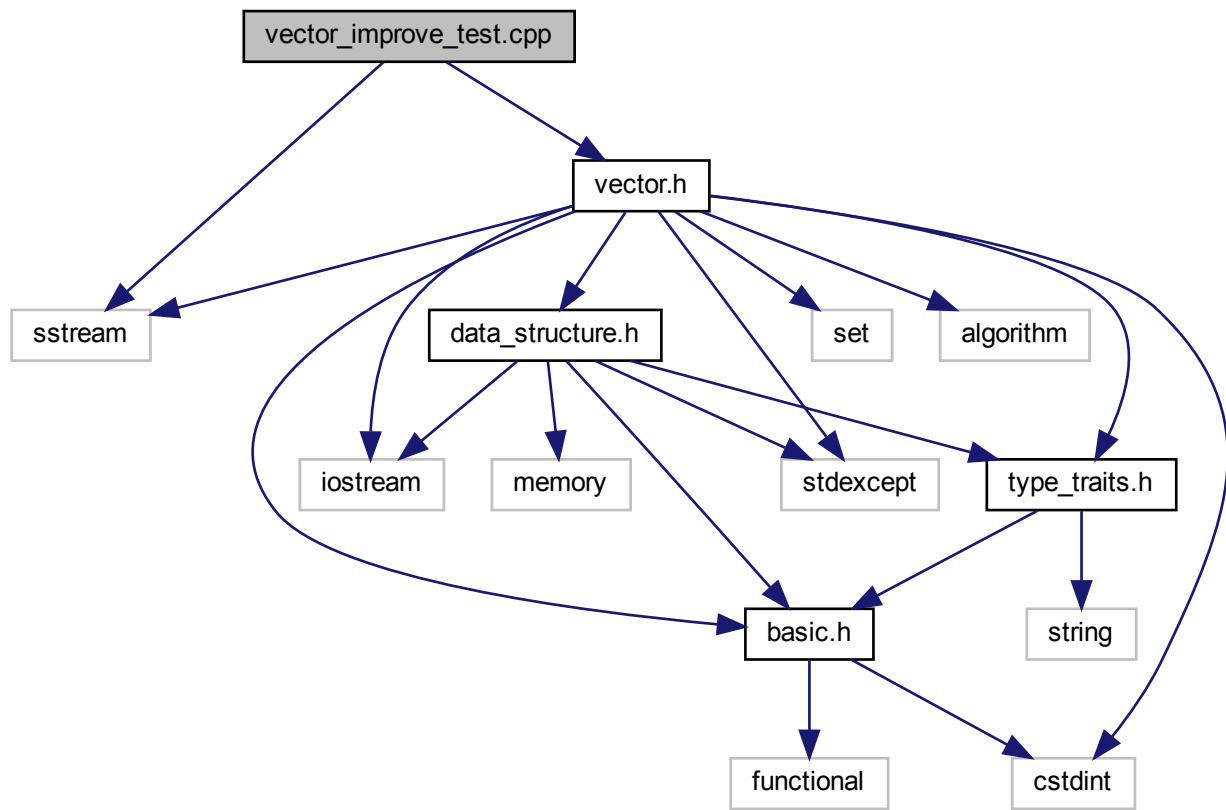 vector_improve_test.cpp
vector.h
sstream
data_structure.h
set
algorithm
iostream
memory
stdexcept
type_traits.h
basic.h
string
functional
cstdint